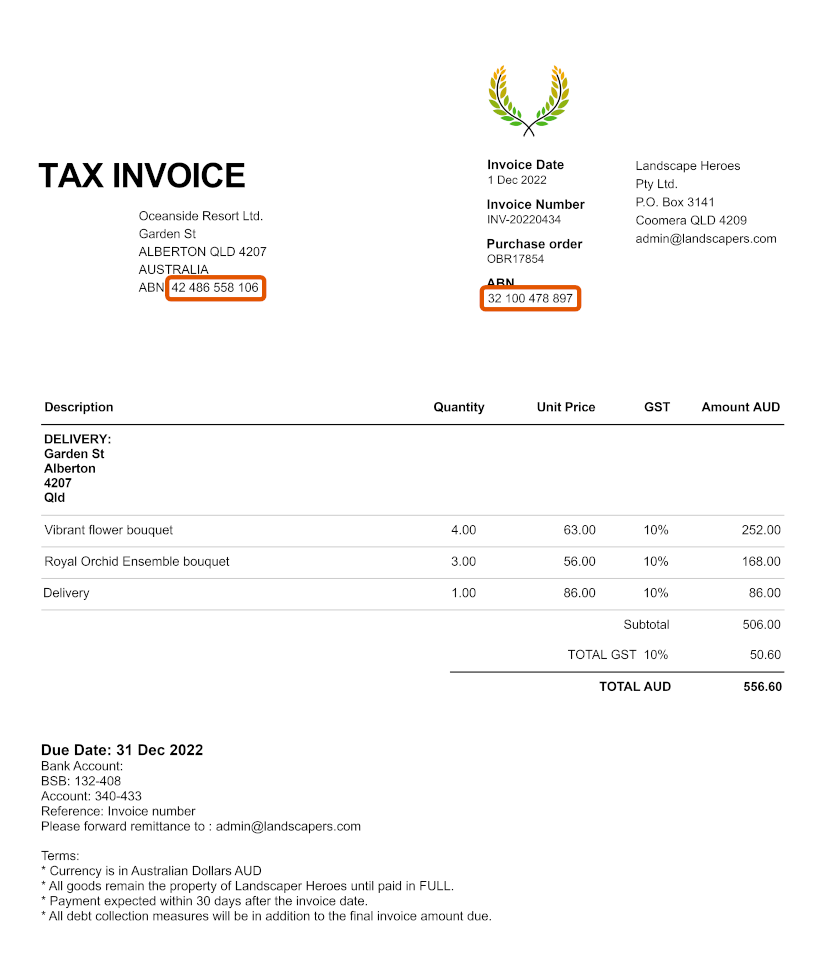 TAX INVOICE
Oceanside Resort Ltd.
Garden St
ALBERTON QLD 4207
AUSTRALIA
ABN 42 486 558 106
Invoice Date
1 Dec 2022
Invoice Number
INV-20220434
Purchase order
OBR17854
ABN
32 100 478 897
Landscape Heroes
Pty Ltd.
P.O. Box 3141
Coomera QLD 4209
admin@landscapers.com
Description Quantity Unit Price GST Amount AUD
DELIVERY:
Garden St
Alberton
4207
Qld
Vibrant flower bouquet 4.00 63.00 10% 252.00
Royal Orchid Ensemble bouquet 3.00 56.00 10% 168.00
Delivery 1.00 86.00 10% 86.00
Subtotal 506.00
TOTAL GST 10% 50.60
TOTAL AUD 556.60
Due Date: 31 Dec 2022
Bank Account:
BSB: 132-408
Account: 340-433
Reference: Invoice number
Please forward remittance to : admin@landscapers.com
Terms:
* Currency is in Australian Dollars AUD
* All goods remain the property of Landscaper Heroes until paid in FULL.
* Payment expected within 30 days after the invoice date.
* All debt collection measures will be in addition to the final invoice amount due.